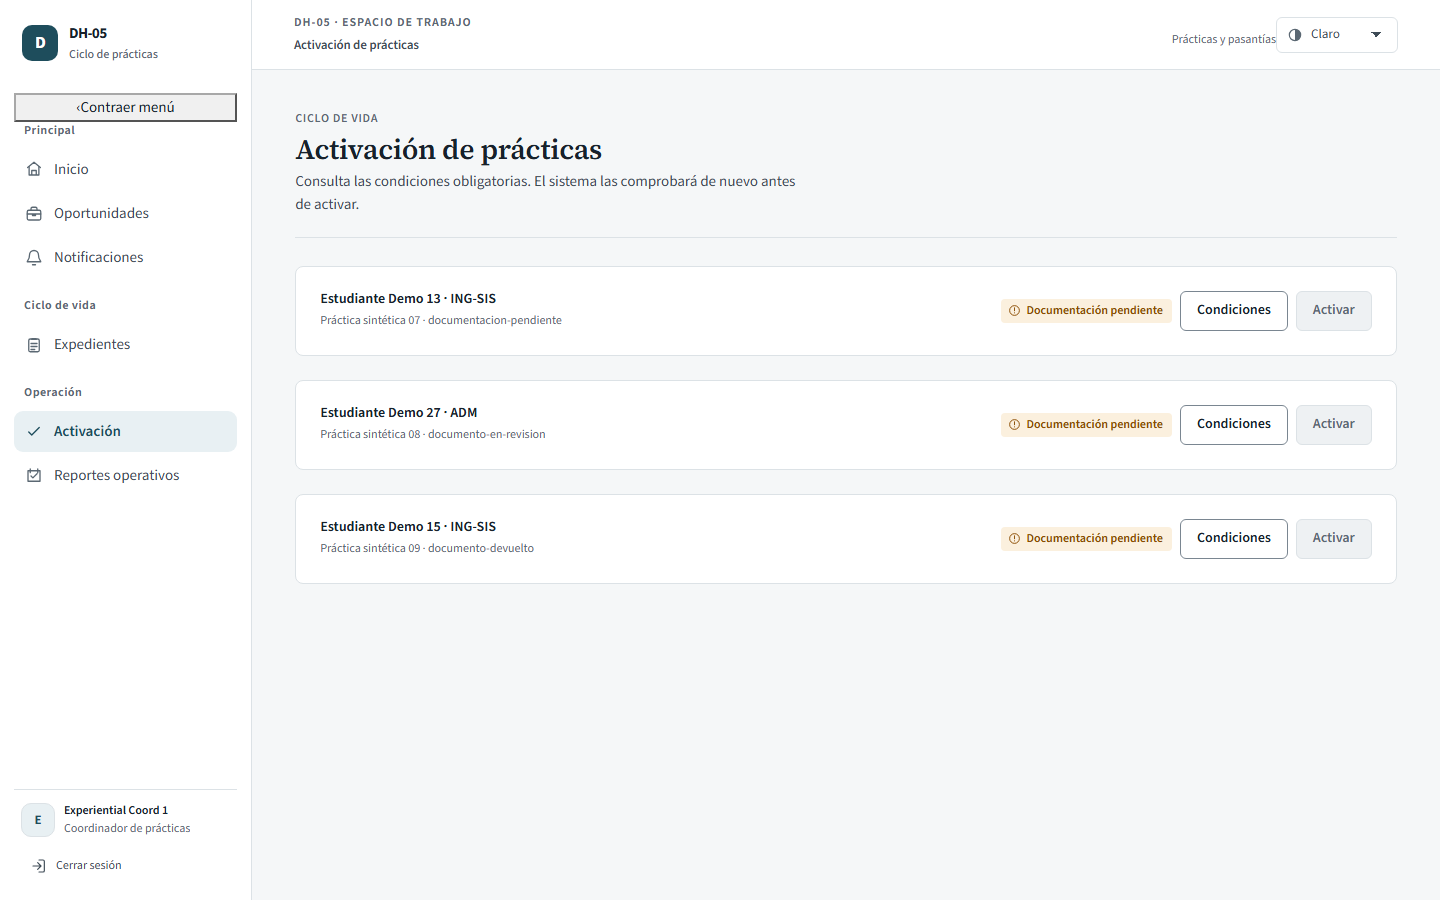 D
DH-05
Ciclo de prácticas
‹Contraer menú
Principal
Inicio
Oportunidades
Notificaciones
Ciclo de vida
Expedientes
Operación
Activación
Reportes operativos
E
Experiential Coord 1
Coordinador de prácticas
Cerrar sesión
DH-05 · ESPACIO DE TRABAJO
Activación de prácticas
Prácticas y pasantías
Claro
CICLO DE VIDA
Activación de prácticas
Consulta las condiciones obligatorias. El sistema las comprobará de nuevo antes
de activar.
Estudiante Demo 13 · ING-SIS
Práctica sintética 07 · documentacion-pendiente
Documentación pendiente
Condiciones
Activar
Estudiante Demo 27 · ADM
Práctica sintética 08 · documento-en-revision
Documentación pendiente
Condiciones
Activar
Estudiante Demo 15 · ING-SIS
Práctica sintética 09 · documento-devuelto
Documentación pendiente
Condiciones
Activar